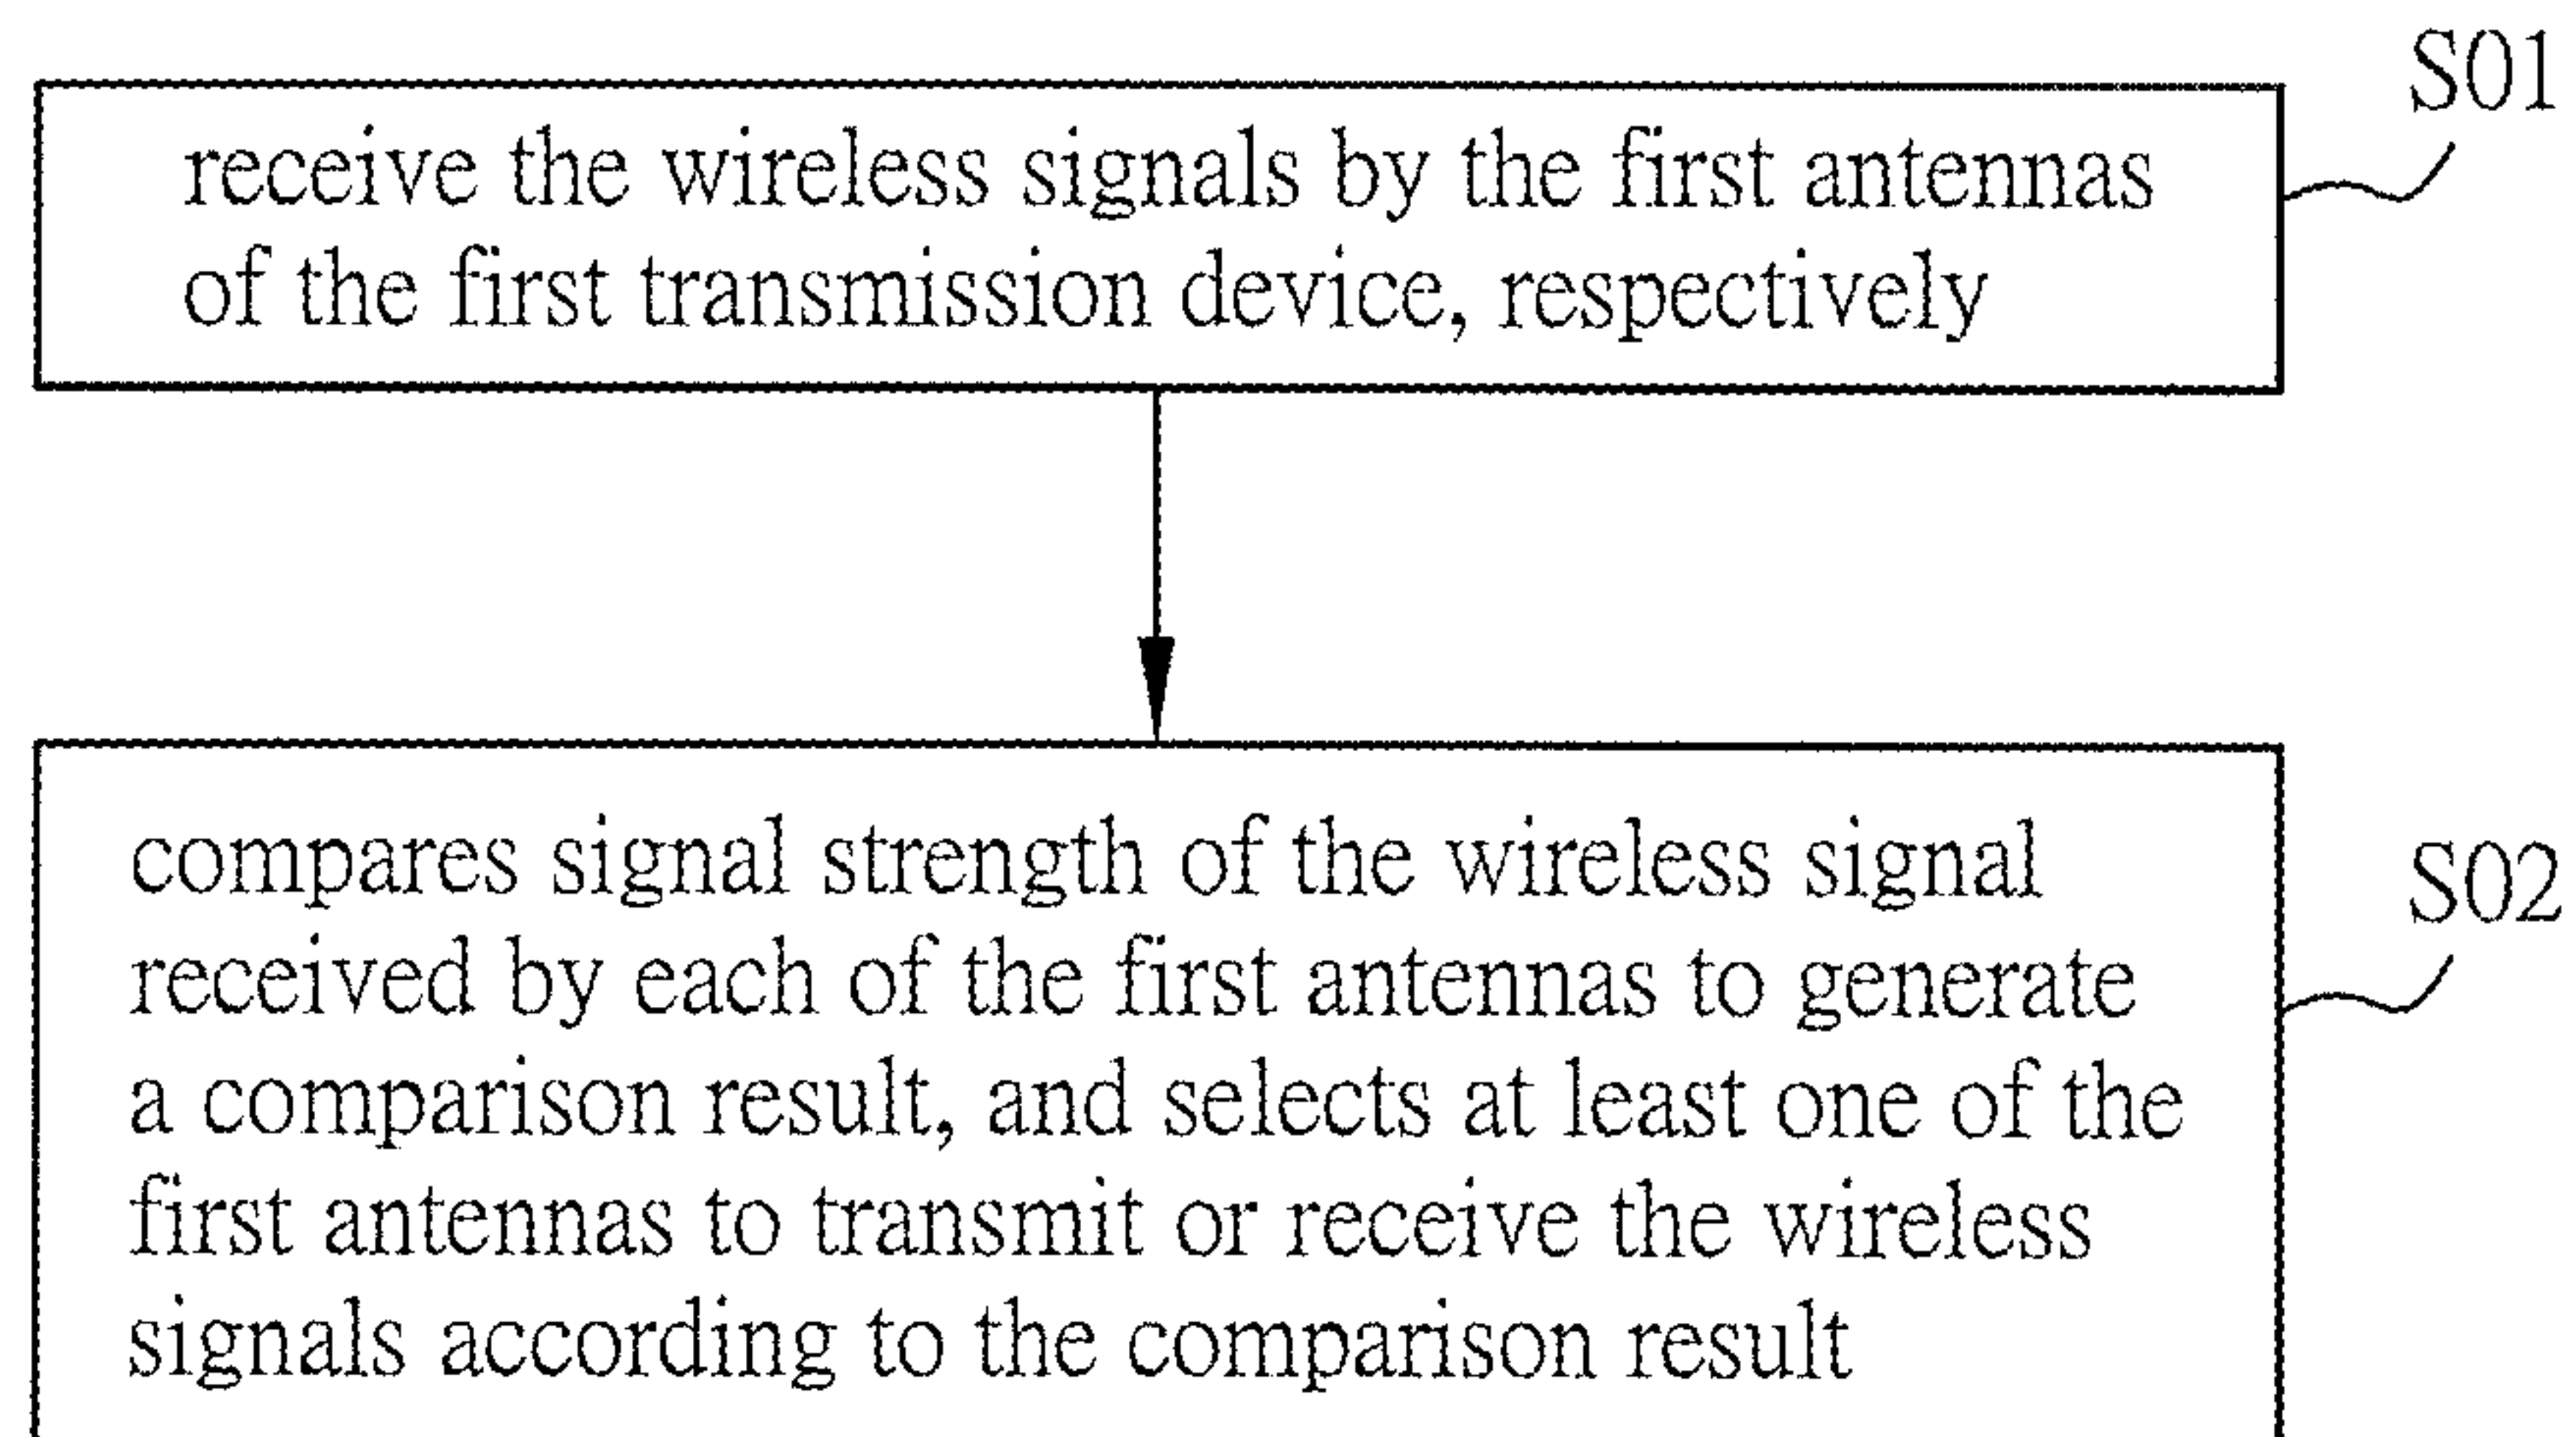 S01
receive the wireless signals by the first antennas
of the first transmission device, respectively
compares signal strength of the wireless signal
S02
received by each of the first antennas to generate
a comparison result, and selects at least one of the
first antennas to transmit or receive the wireless
signals according to the comparison result